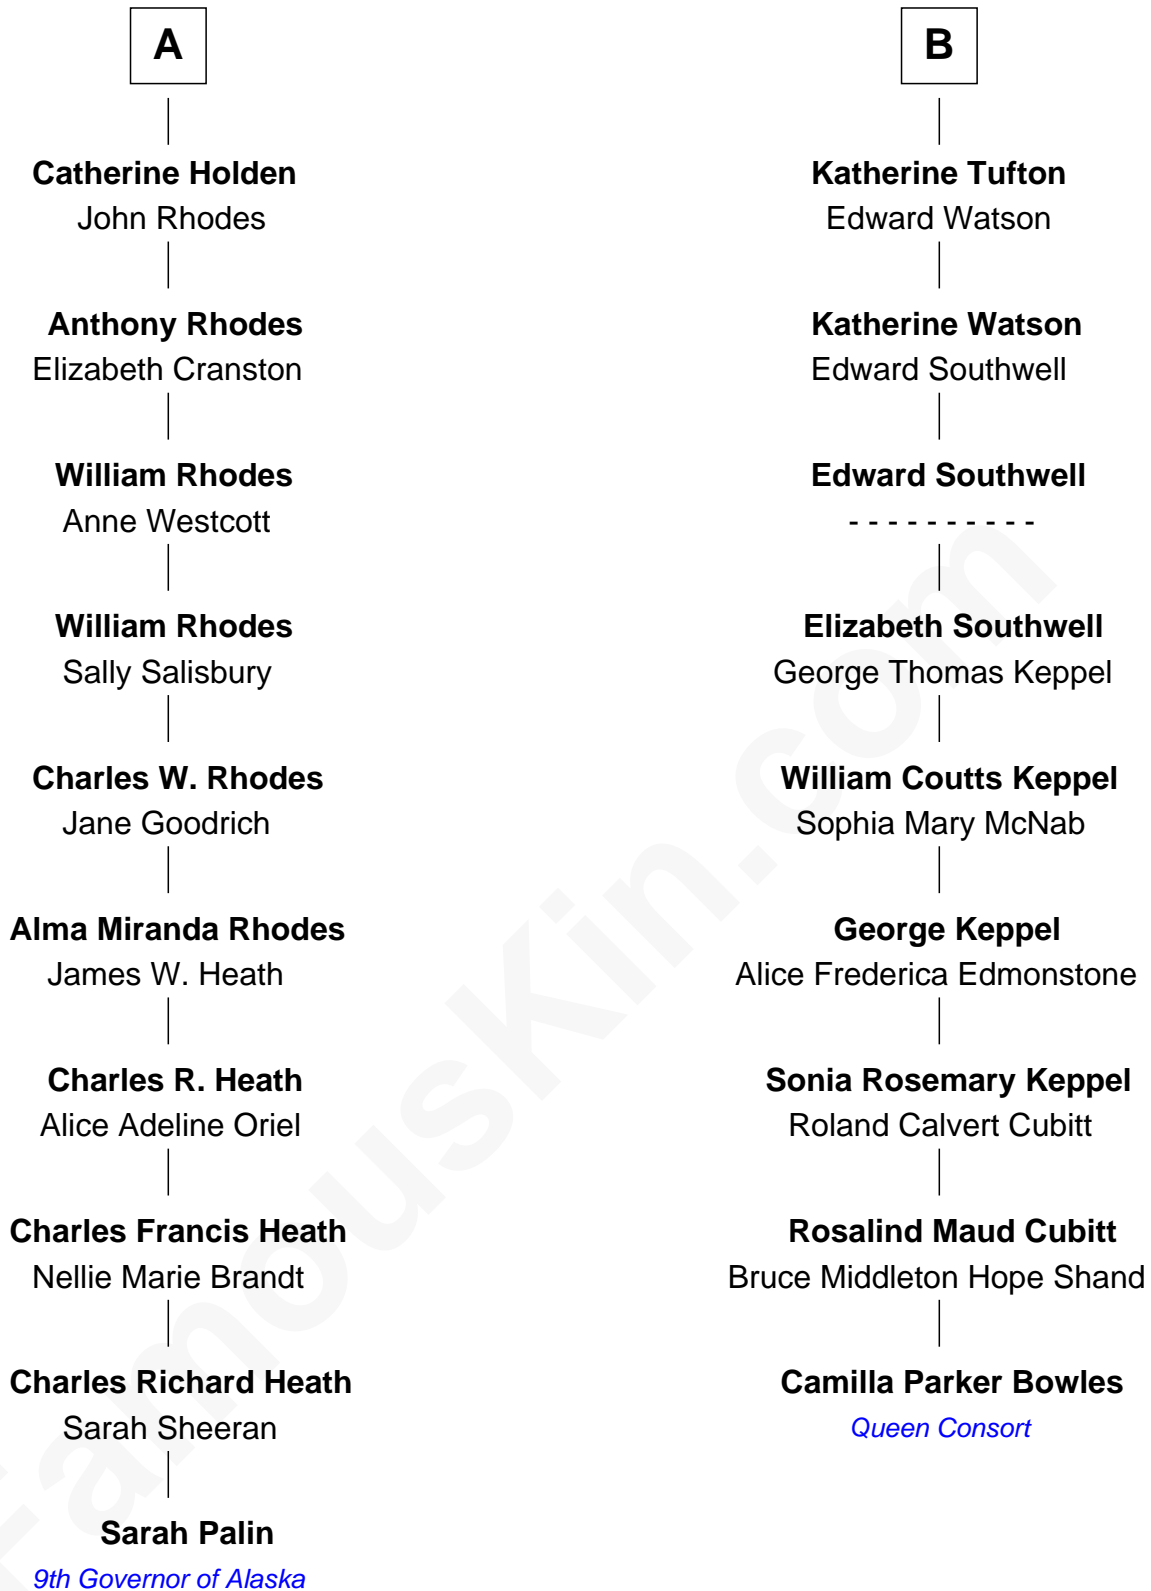 A
Catherine Holden
John Rhodes
Anthony Rhodes
Elizabeth Cranston
William Rhodes
Anne Westcott
William Rhodes
Sally Salisbury
Charles W. Rhodes
Jane Goodrich
Alma Miranda Rhodes
James W. Heath
Charles R. Heath
Alice Adeline Oriel
Charles Francis Heath
Nellie Marie Brandt
Charles Richard Heath
Sarah Sheeran
Sarah Palin
9th Governor of Alaska
B
Katherine Tufton
Edward Watson
Katherine Watson
Edward Southwell
Edward Southwell
- - - - - - - - - -
Elizabeth Southwell
George Thomas Keppel
William Coutts Keppel
Sophia Mary McNab
George Keppel
Alice Frederica Edmonstone
Sonia Rosemary Keppel
Roland Calvert Cubitt
Rosalind Maud Cubitt
Bruce Middleton Hope Shand
Camilla Parker Bowles
Queen Consort
FamousKin.com